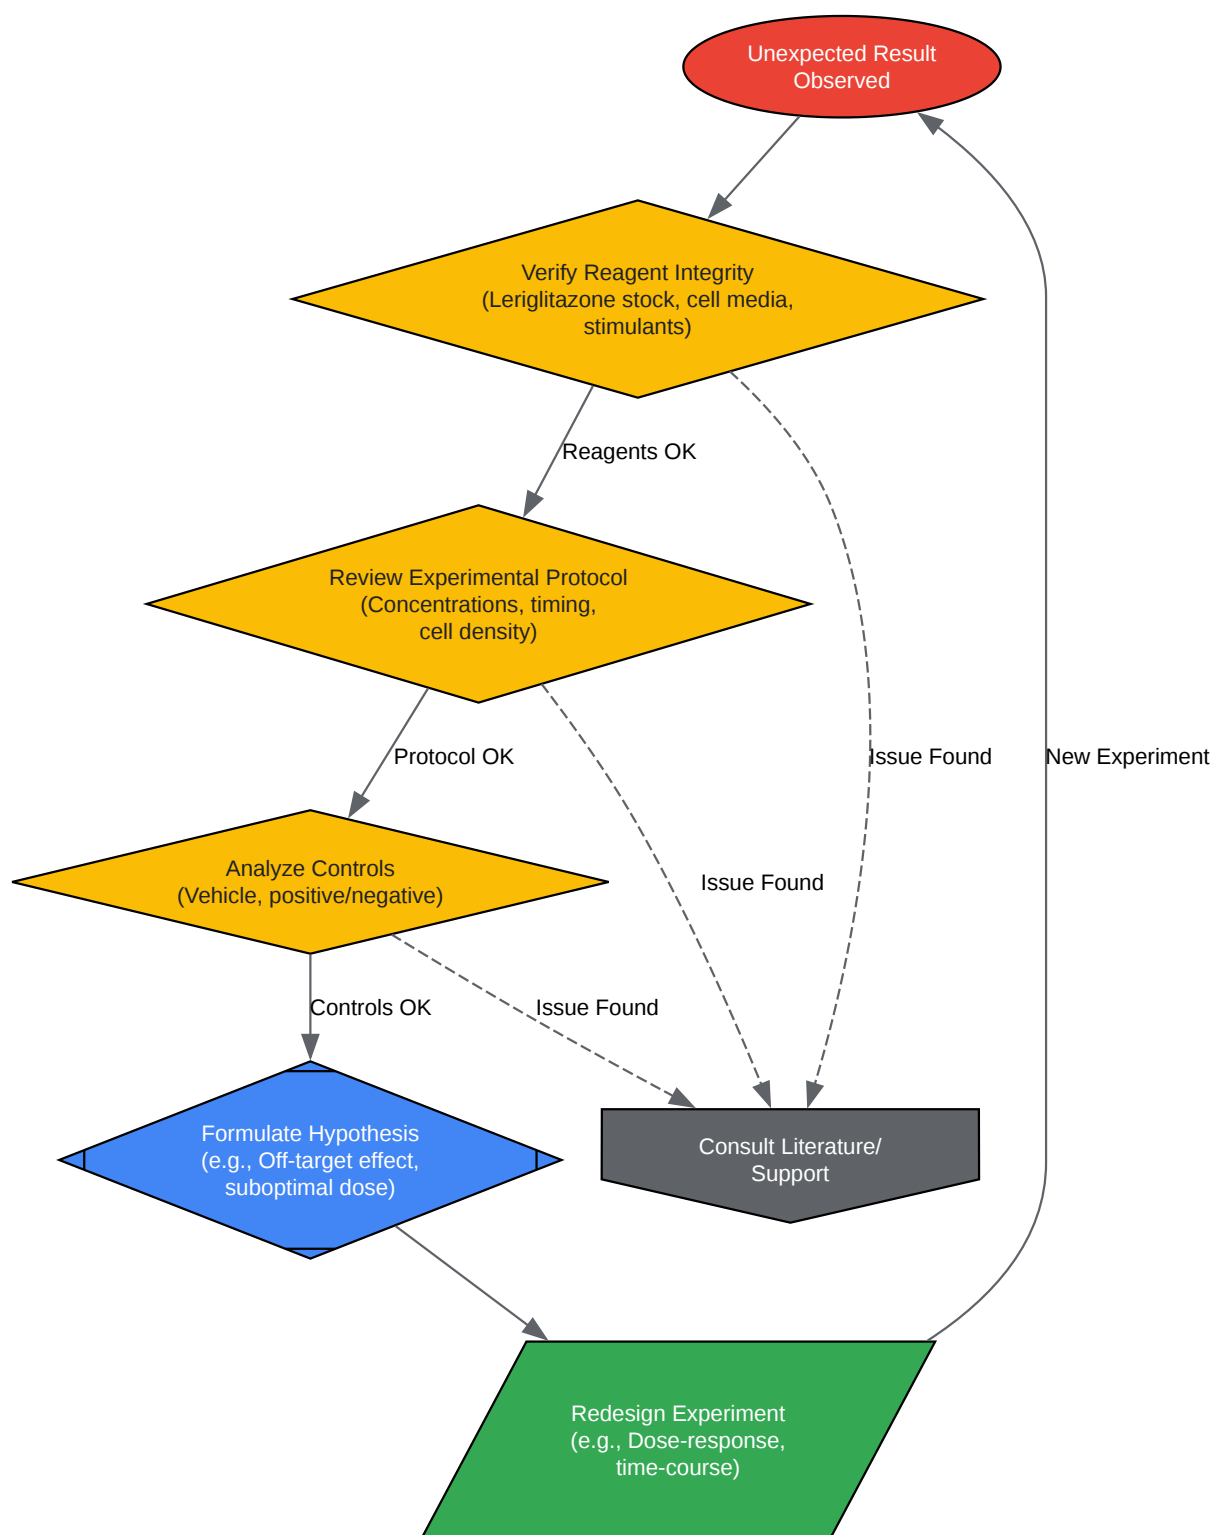 Unexpected Result
Observed
Verify Reagent Integrity
(Leriglitazone stock, cell media,
stimulants)
Reagents OK
Review Experimental Protocol
(Concentrations, timing,
cell density)
Protocol OK
Issue Found
New Experiment
Analyze Controls
(Vehicle, positive/negative)
Issue Found
Controls OK
Issue Found
Formulate Hypothesis
(e.g., Off-target effect,
suboptimal dose)
Consult Literature/
Support
Redesign Experiment
(e.g., Dose-response,
time-course)